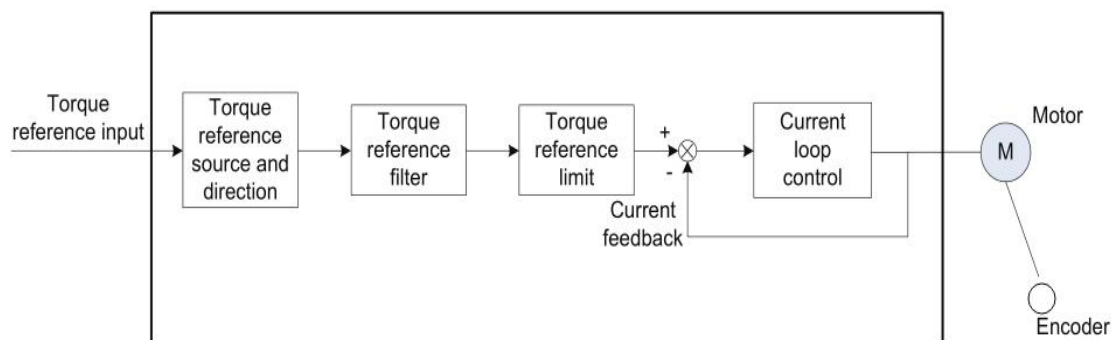 Torque
reference input
Torque
reference
source and
direction
Torque
reference
filter
Torque
reference
limit
+
-
Current
feedback
Current
loop
control
Motor
M
Encoder